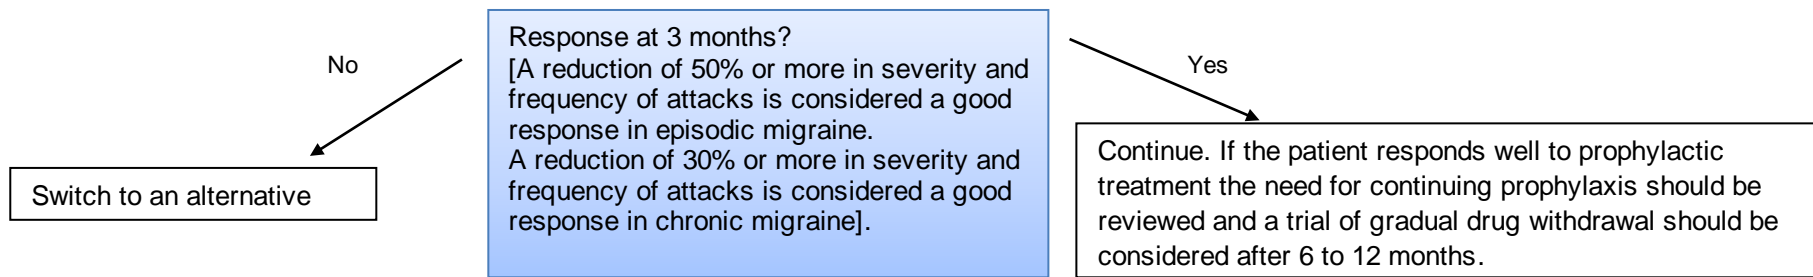 No
Response at 3 months?
[A reduction of 50% or more in severity and
frequency of attacks is considered a good
response in episodic migraine.
A reduction of 30% or more in severity and
frequency of attacks is considered a good
response in chronic migraine].
Yes
Switch to an alternative
Continue. If the patient responds well to prophylactic
treatment the need for continuing prophylaxis should be
reviewed and a trial of gradual drug withdrawal should be
considered after 6 to 12 months.